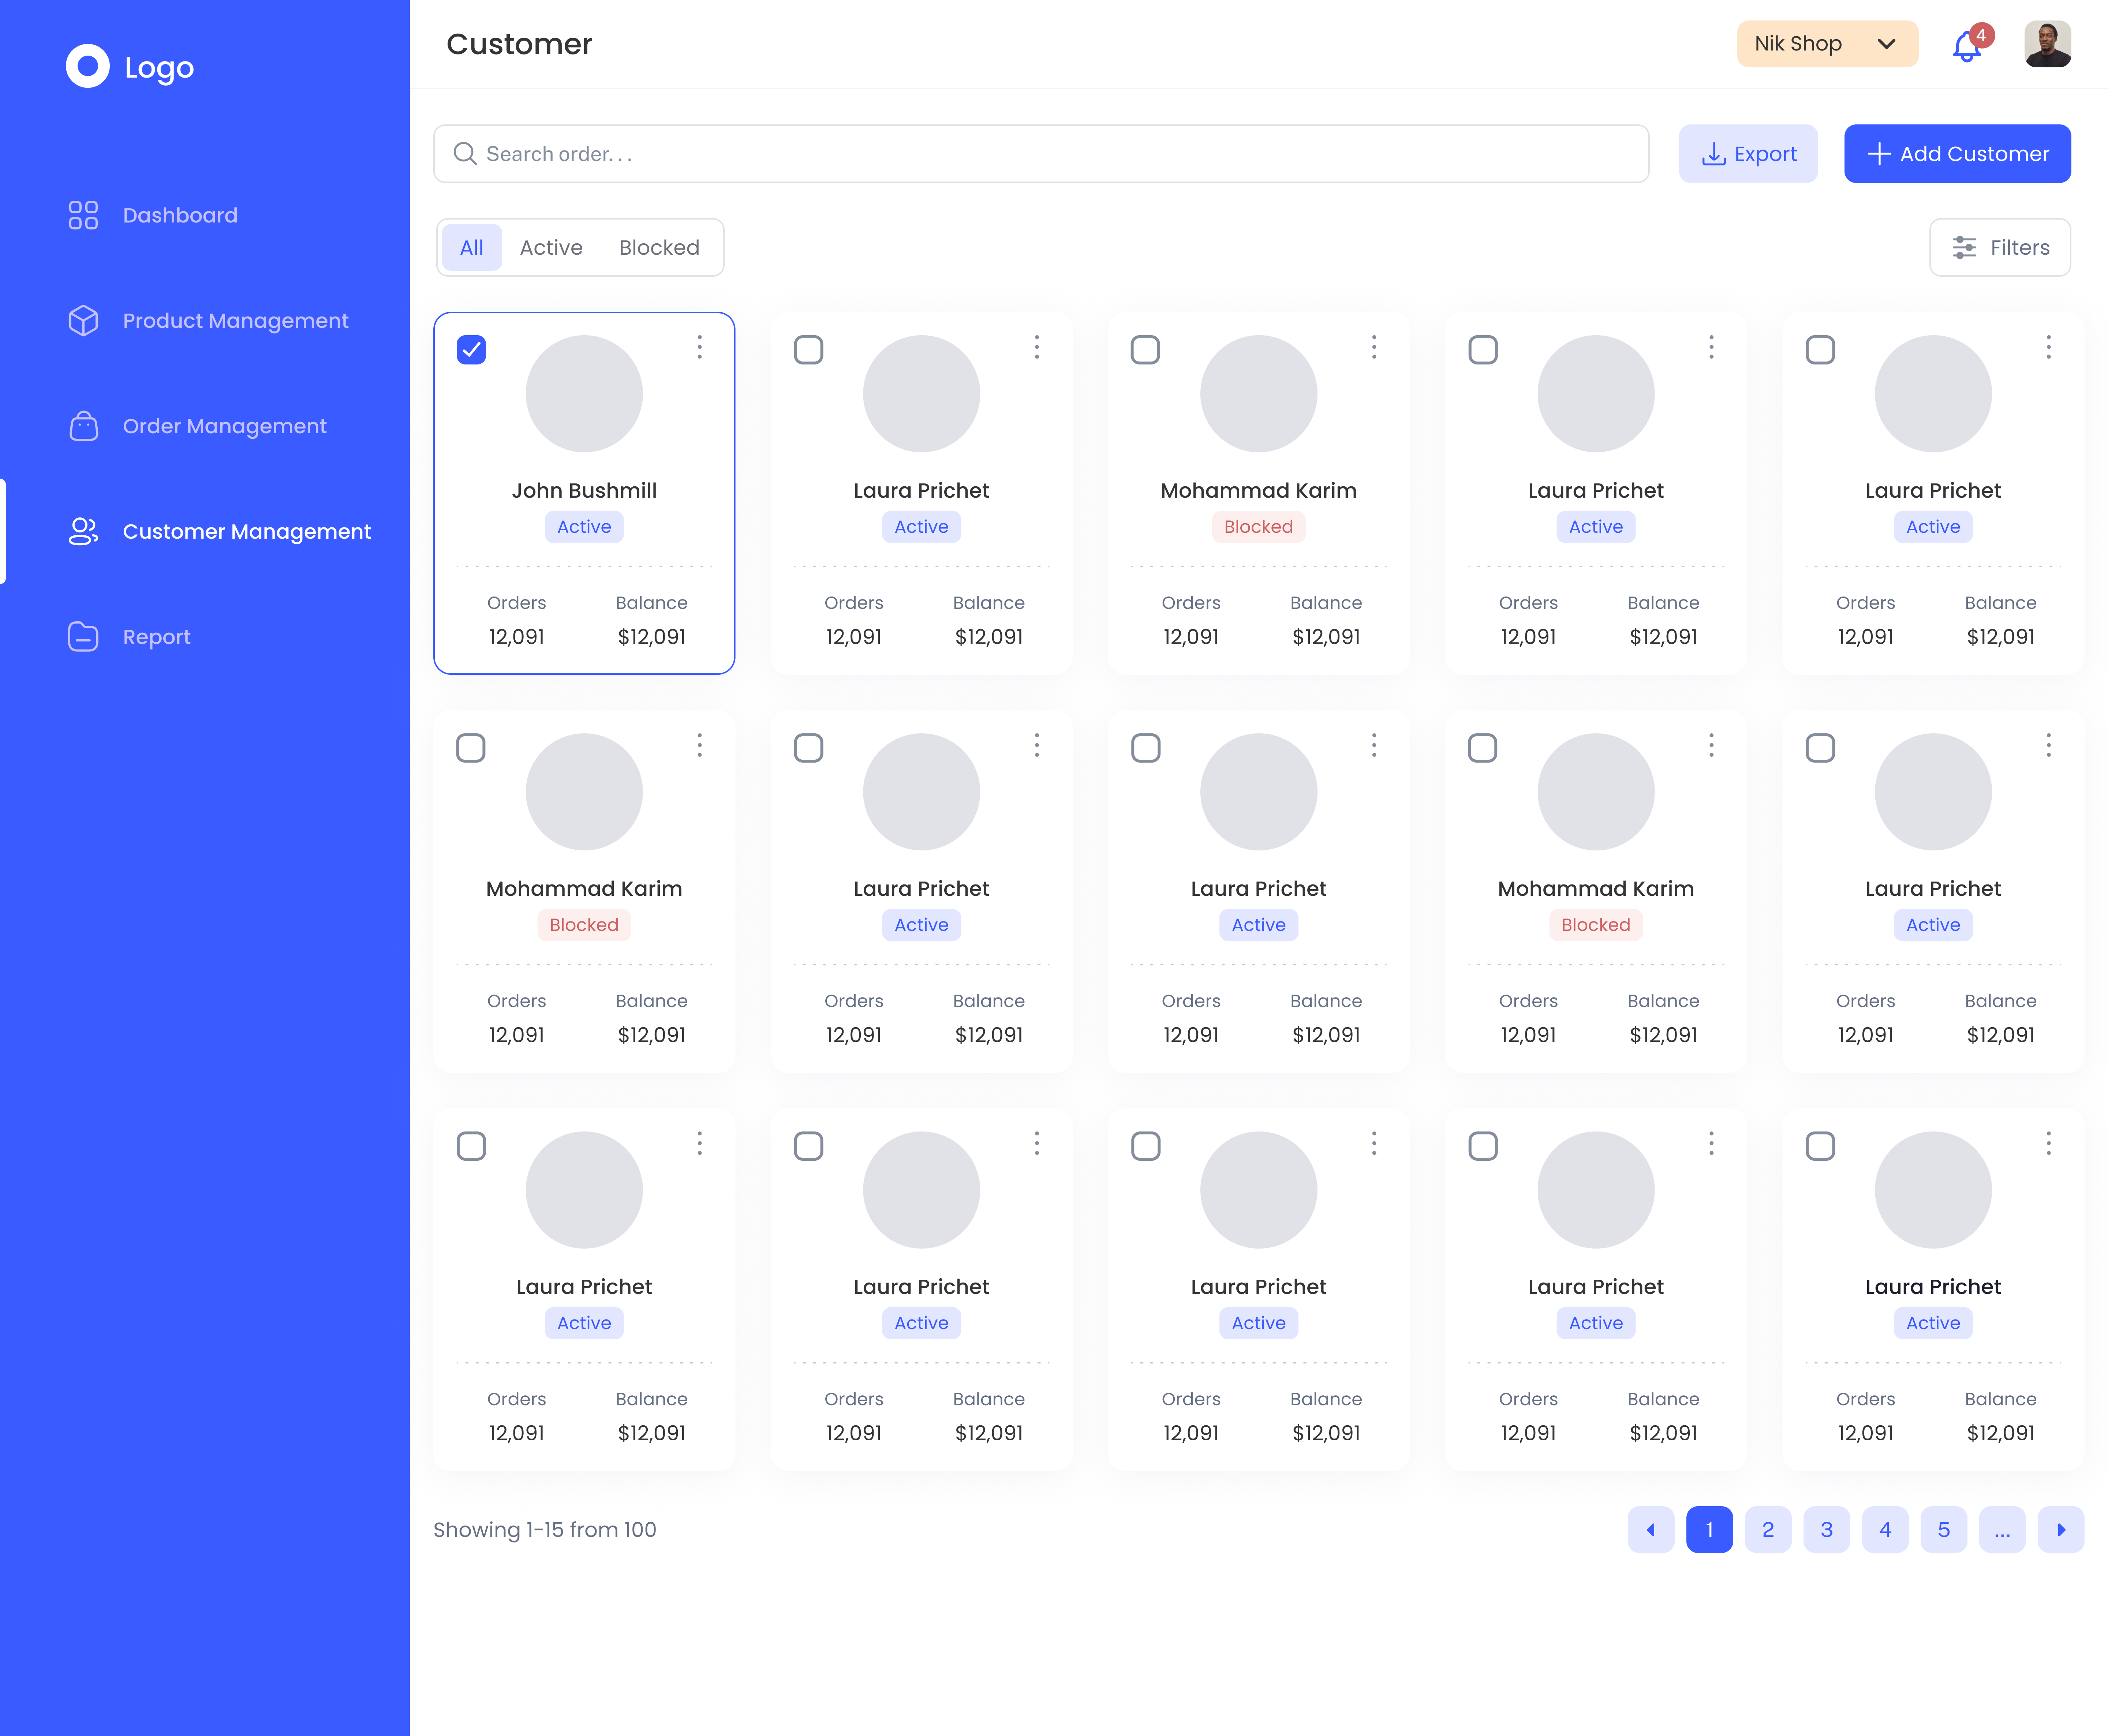 Logo
Dashboard
Product Management
Order Management
Customer Management
Report
Customer
Nik Shop
4
Search order. . .
Export
Add Customer
All Active Blocked
Filters
John Bushmill
Active
Orders Balance
12,091 $12,091
Laura Prichet
Active
Orders Balance
12,091 $12,091
Mohammad Karim
Blocked
Orders Balance
12,091 $12,091
Laura Prichet
Active
Orders Balance
12,091 $12,091
Laura Prichet
Active
Orders Balance
12,091 $12,091
Mohammad Karim
Blocked
Orders Balance
12,091 $12,091
Laura Prichet
Active
Orders Balance
12,091 $12,091
Laura Prichet
Active
Orders Balance
12,091 $12,091
Mohammad Karim
Blocked
Orders Balance
12,091 $12,091
Laura Prichet
Active
Orders Balance
12,091 $12,091
Laura Prichet
Active
Orders Balance
12,091 $12,091
Laura Prichet
Active
Orders Balance
12,091 $12,091
Laura Prichet
Active
Orders Balance
12,091 $12,091
Laura Prichet
Active
Orders Balance
12,091 $12,091
Laura Prichet
Active
Orders Balance
12,091 $12,091
Showing 1-15 from 100
1 2 3 4 5 ...